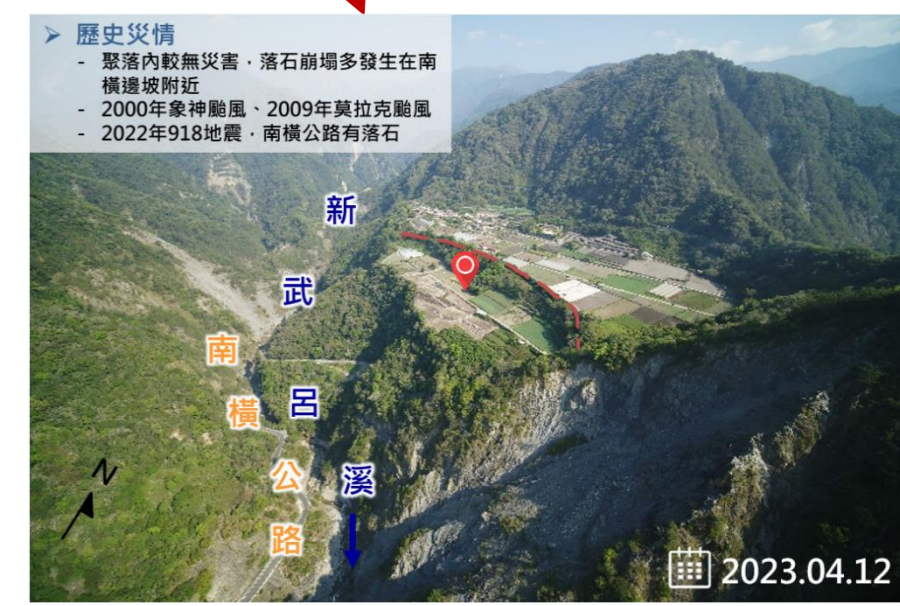 ➢ 歷史災情
- 聚落內較無災害，落石崩塌多發生在南
橫邊坡附近
- 2000年象神颱風、2009年莫拉克颱風
- 2022年918地震，南橫公路有落石
新武呂溪
南橫公路
N
2023.04.12